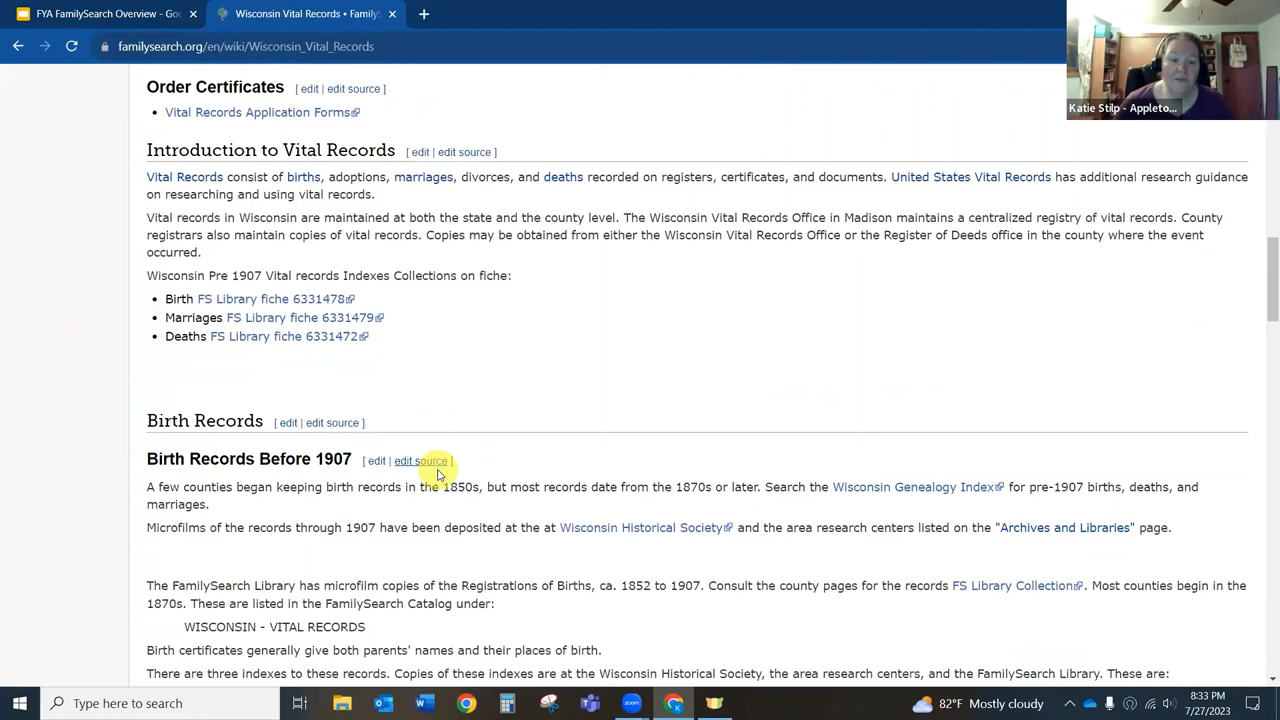 FYA FamilySearch Overview - Goo
Wisconsin Vital Records • Family
familysearch.org/en/wiki/Wisconsin_Vital_Records
Katie Stilp - Appleto...
Order Certificates [ edit | edit source ]
• Vital Records Application Forms
Introduction to Vital Records [ edit | edit source ]
Vital Records consist of births, adoptions, marriages, divorces, and deaths recorded on registers, certificates, and documents. United States Vital Records has additional research guidance
on researching and using vital records.
Vital records in Wisconsin are maintained at both the state and the county level. The Wisconsin Vital Records Office in Madison maintains a centralized registry of vital records. County
registrars also maintain copies of vital records. Copies may be obtained from either the Wisconsin Vital Records Office or the Register of Deeds office in the county where the event
occurred.
Wisconsin Pre 1907 Vital records Indexes Collections on fiche:
• Birth FS Library fiche 6331478
• Marriages FS Library fiche 6331479
• Deaths FS Library fiche 6331472
Birth Records [ edit | edit source ]
Birth Records Before 1907 [ edit | edit source ]
A few counties began keeping birth records in the 1850s, but most records date from the 1870s or later. Search the Wisconsin Genealogy Index for pre-1907 births, deaths, and
marriages.
Microfilms of the records through 1907 have been deposited at the at Wisconsin Historical Society and the area research centers listed on the "Archives and Libraries" page.
The FamilySearch Library has microfilm copies of the Registrations of Births, ca. 1852 to 1907. Consult the county pages for the records FS Library Collection. Most counties begin in the
1870s. These are listed in the FamilySearch Catalog under:
WISCONSIN - VITAL RECORDS
Birth certificates generally give both parents' names and their places of birth.
There are three indexes to these records. Copies of these indexes are at the Wisconsin Historical Society, the area research centers, and the FamilySearch Library. These are:
Type here to search
82°F Mostly cloudy
8:33 PM
7/27/2023